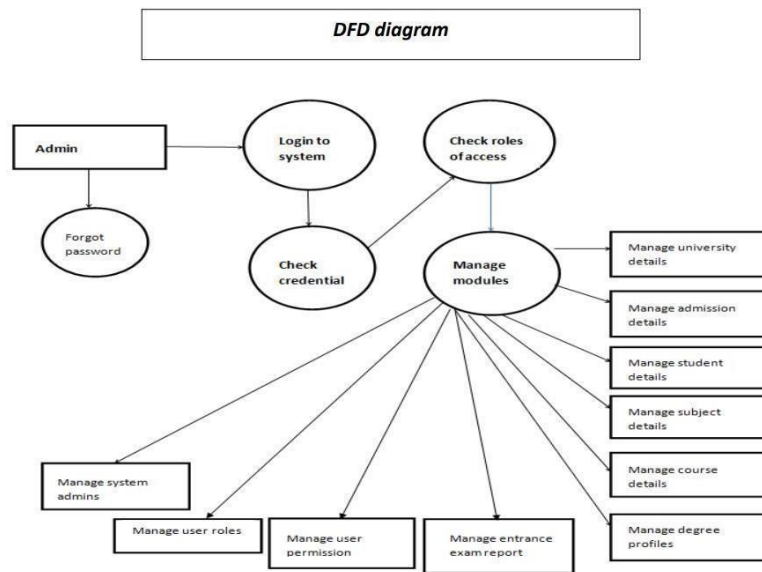 DFD diagram
Admin
Login to
system
Check roles
of access
Forgot
password
Check
credential
Manage
modules
Manage university
details
Manage admission
details
Manage student
details
Manage subject
details
Manage course
details
Manage degree
profiles
Manage system
admins
Manage user roles
Manage user
permission
Manage entrance
exam report